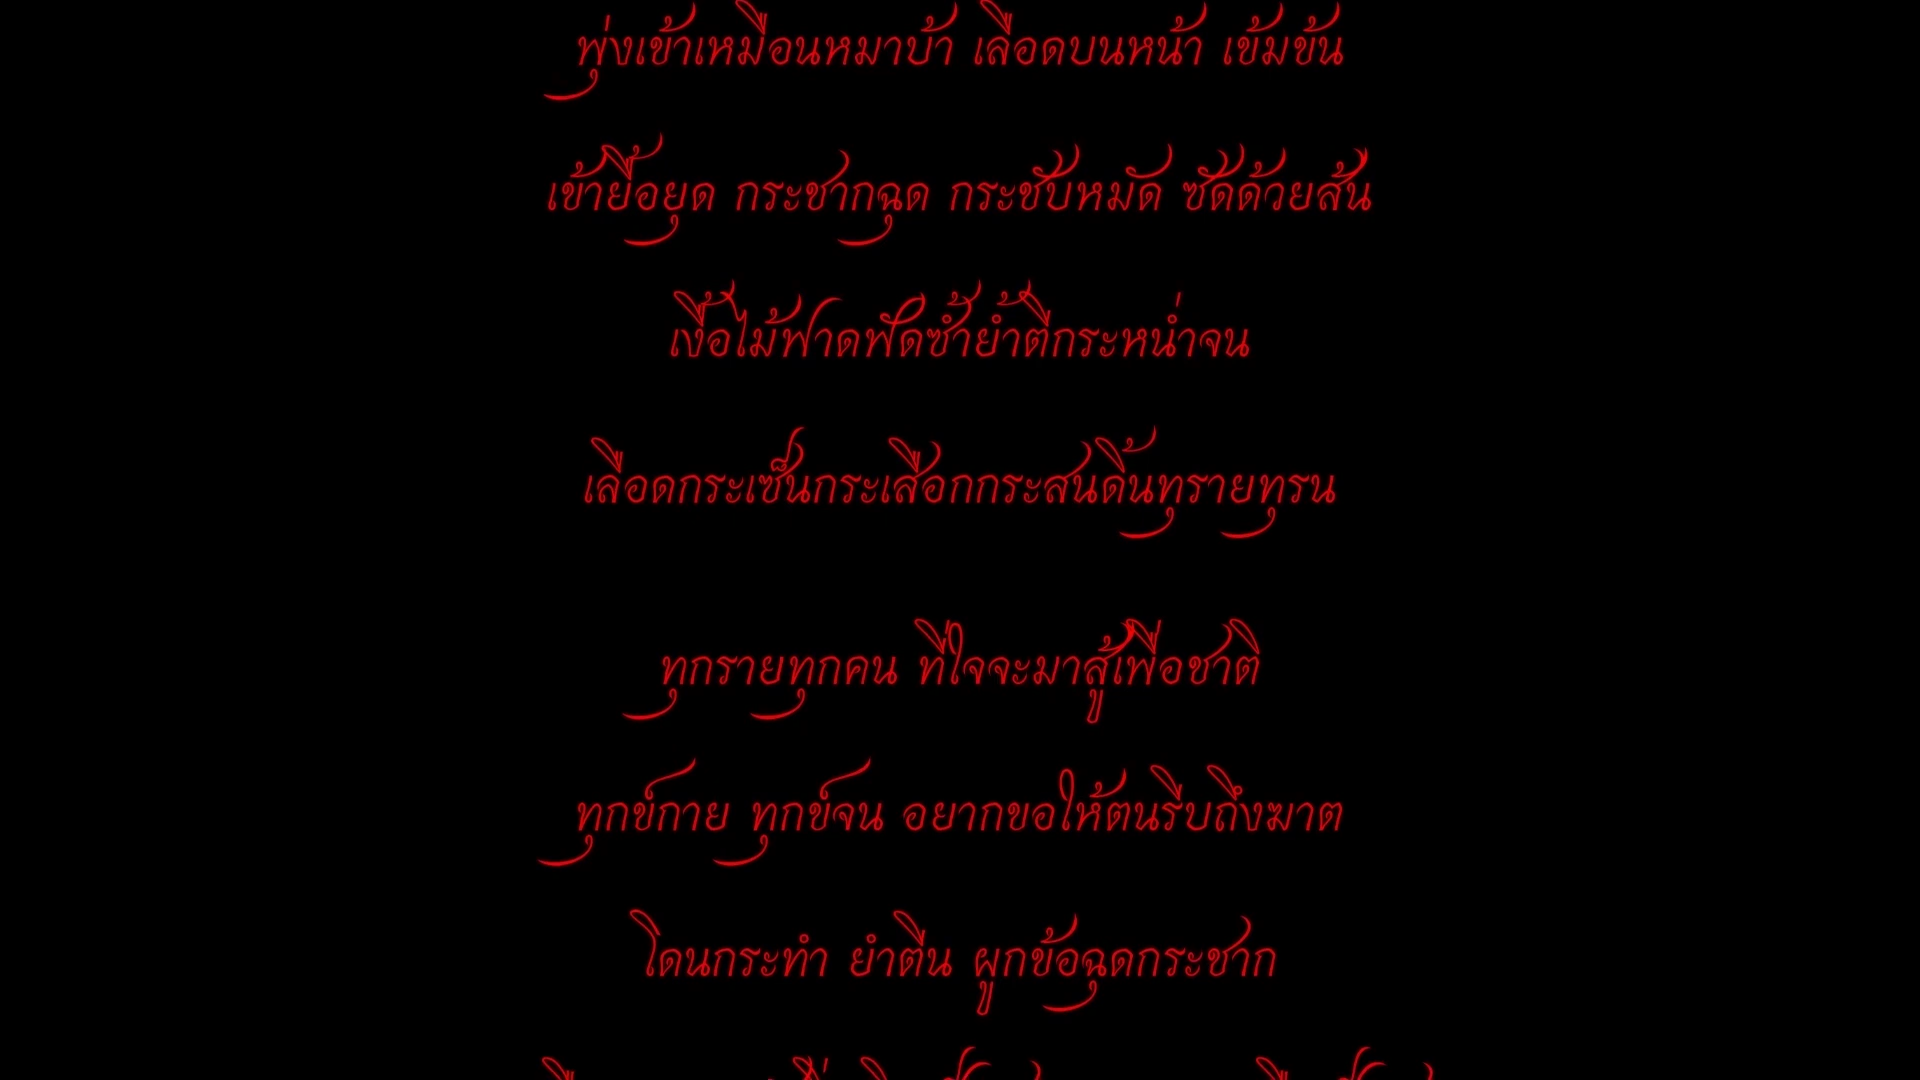 พุ่งเข้าเหมือนหมาบ้า เลือดบนหน้า เข้มข้น
เข้ายื้อยุด กระชากฉุด กระชับหมัด ซัดด้วยส้น
เงื้อไม้ฟาดฟัดซ้ำย้ำตีกระหน่ำจน
เลือดกระเซ็นกระเสือกกระสนดิ้นทุรายทุรน
ทุกรายทุกคน ที่ใจจะมาสู้เพื่อชาติ
ทุกข์กาย ทุกข์จน อยากขอให้ตนรีบถึงฆาต
โดนกระทำ ยำตีน ผูกข้อฉุดกระชาก